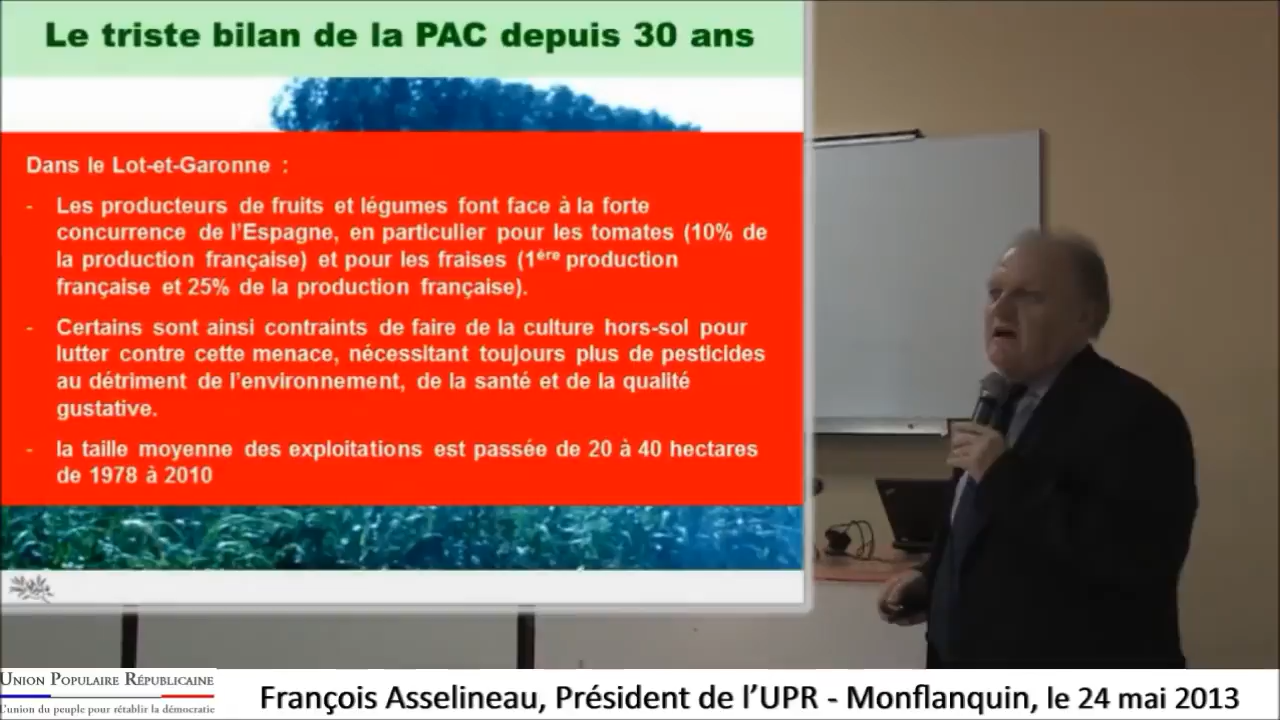 Le triste bilan de la PAC depuis 30 ans
Dans le Lot-et-Garonne :
- Les producteurs de fruits et légumes font face à la forte
concurrence de l'Espagne, en particulier pour les tomates (10% de
la production française) et pour les fraises (1ère production
française et 25% de la production française).
- Certains sont ainsi contraints de faire de la culture hors-sol pour
lutter contre cette menace, nécessitant toujours plus de pesticides
au détriment de l'environnement, de la santé et de la qualité
gustative.
- la taille moyenne des exploitations est passée de 20 à 40 hectares
de 1978 à 2010
UNION POPULAIRE RÉPUBLICAINE
L'union du peuple pour rétablir la démocratie
François Asselineau, Président de l'UPR - Monflanquin, le 24 mai 2013